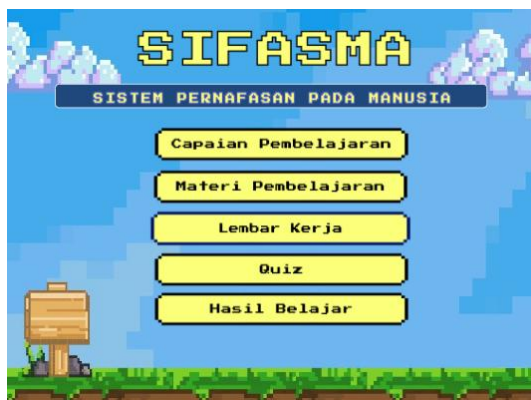 SIFASMA
SISTEM PERNAFASAN PADA MANUSIA
Capaian Pembelajaran
Materi Pembelajaran
Lembar Kerja
Quiz
Hasil Belajar